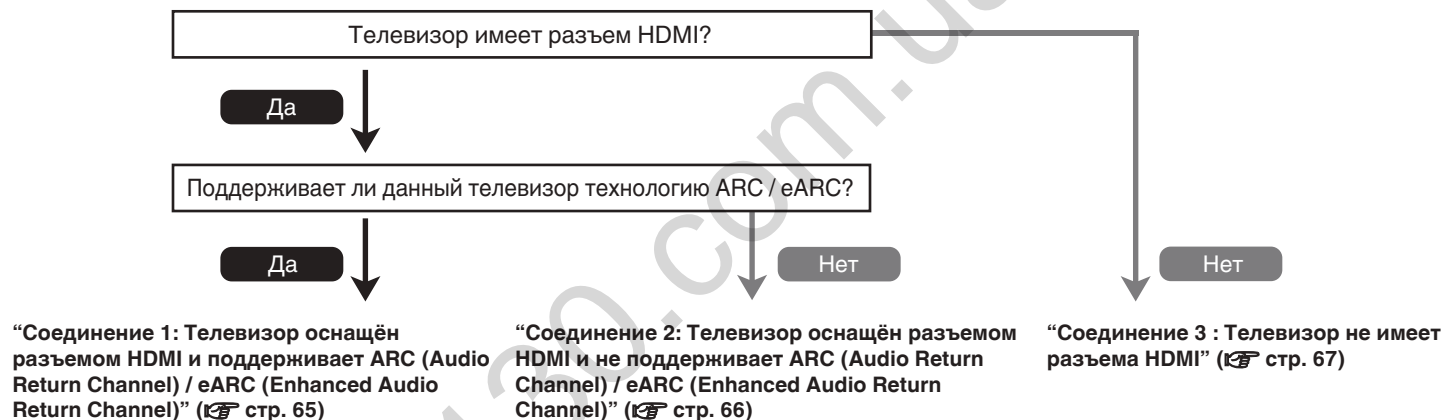 Телевизор имеет разъем HDMI?
Да
Поддерживает ли данный телевизор технологию ARC / eARC?
Да
Нет
Нет
“Соединение 1: Телевизор оснащён
разъемом HDMI и поддерживает ARC (Audio
Return Channel) / eARC (Enhanced Audio
Return Channel)” (☞ стр. 65)
“Соединение 2: Телевизор оснащён разъемом
HDMI и не поддерживает ARC (Audio Return
Channel) / eARC (Enhanced Audio Return
Channel)” (☞ стр. 66)
“Соединение 3 : Телевизор не имеет
разъема HDMI” (☞ стр. 67)
130.com.u